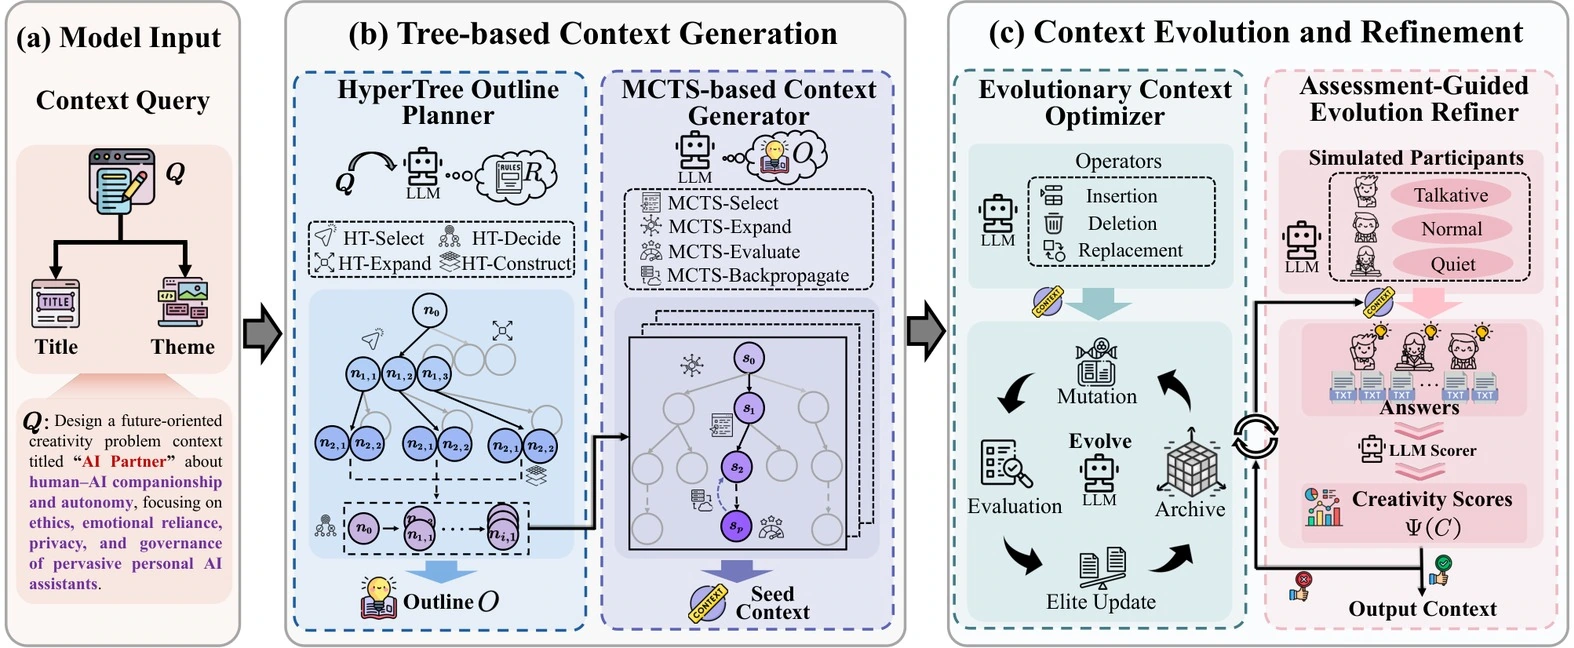 (a) Model Input
Context Query
Q
Title
Theme
Q: Design a future-oriented
creativity problem context
titled “AI Partner” about
human–AI companionship
and autonomy, focusing on
ethics, emotional reliance,
privacy, and governance
of pervasive personal AI
assistants.
(b) Tree-based Context Generation
HyperTree Outline
Planner
Q
LLM
RULES
R
HT-Select
HT-Decide
HT-Expand
HT-Construct
n0
n1,1 n1,2 n1,3
n2,1 n2,2 n2,1 n2,2 n2,1 n2,2
n0 n1,1 ni,1
Outline O
MCTS-based Context
Generator
LLM
O
MCTS-Select
MCTS-Expand
MCTS-Evaluate
MCTS-Backpropagate
s0
s1
s2
sp
CONTEXT
Seed
Context
(c) Context Evolution and Refinement
Evolutionary Context
Optimizer
Operators
LLM
Insertion
Deletion
Replacement
CONTEXT
Mutation
Evolve
LLM
Evaluation
Archive
Elite Update
Assessment-Guided
Evolution Refiner
Simulated Participants
LLM
Talkative
Normal
Quiet
CONTEXT
TXT TXT TXT ... TXT TXT
Answers
LLM Scorer
Creativity Scores
Ψ(C)
Output Context